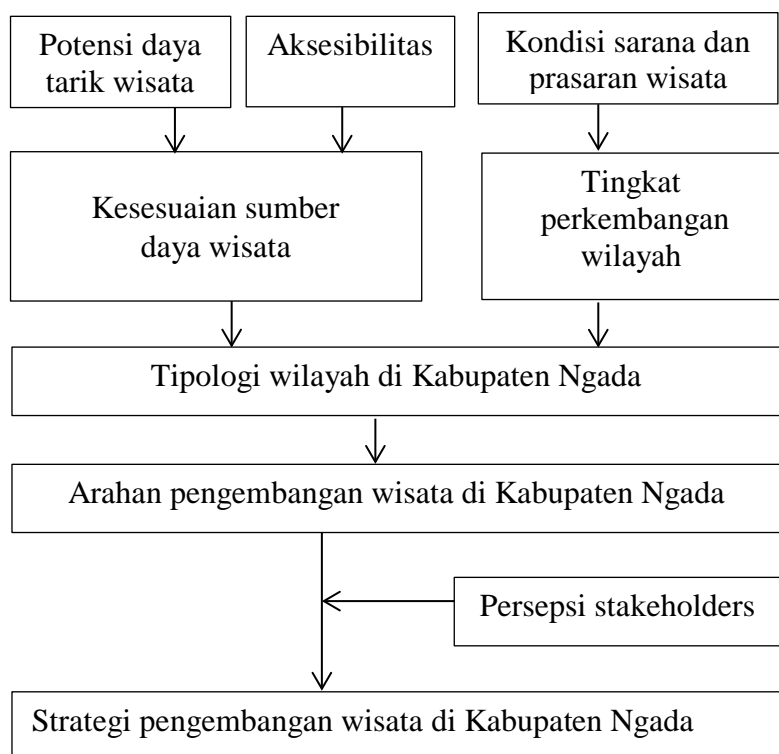 Potensi daya
tarik wisata
Aksesibilitas
Kondisi sarana dan
prasaran wisata
Kesesuaian sumber
daya wisata
Tingkat
perkembangan
wilayah
Tipologi wilayah di Kabupaten Ngada
Arahan pengembangan wisata di Kabupaten Ngada
Persepsi stakeholders
Strategi pengembangan wisata di Kabupaten Ngada